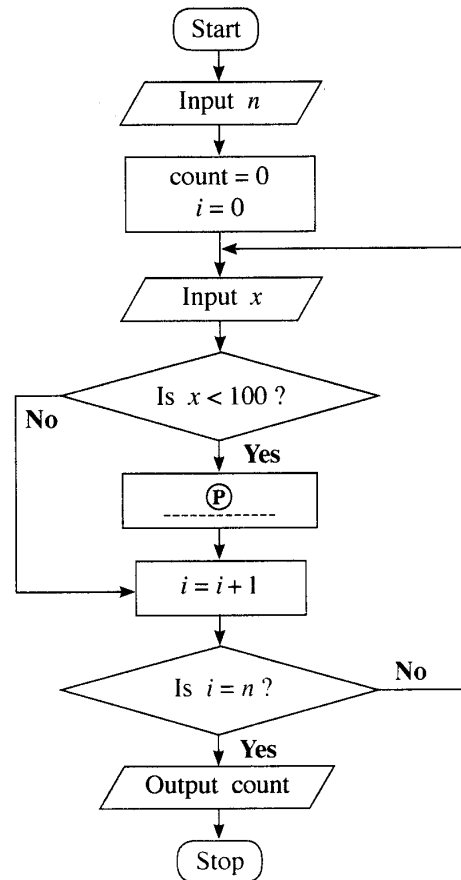 Start
Input n
count = 0
i = 0
Input x
Is x < 100 ?
No
Yes
Ⓟ
i = i + 1
Is i = n ?
No
Yes
Output count
Stop